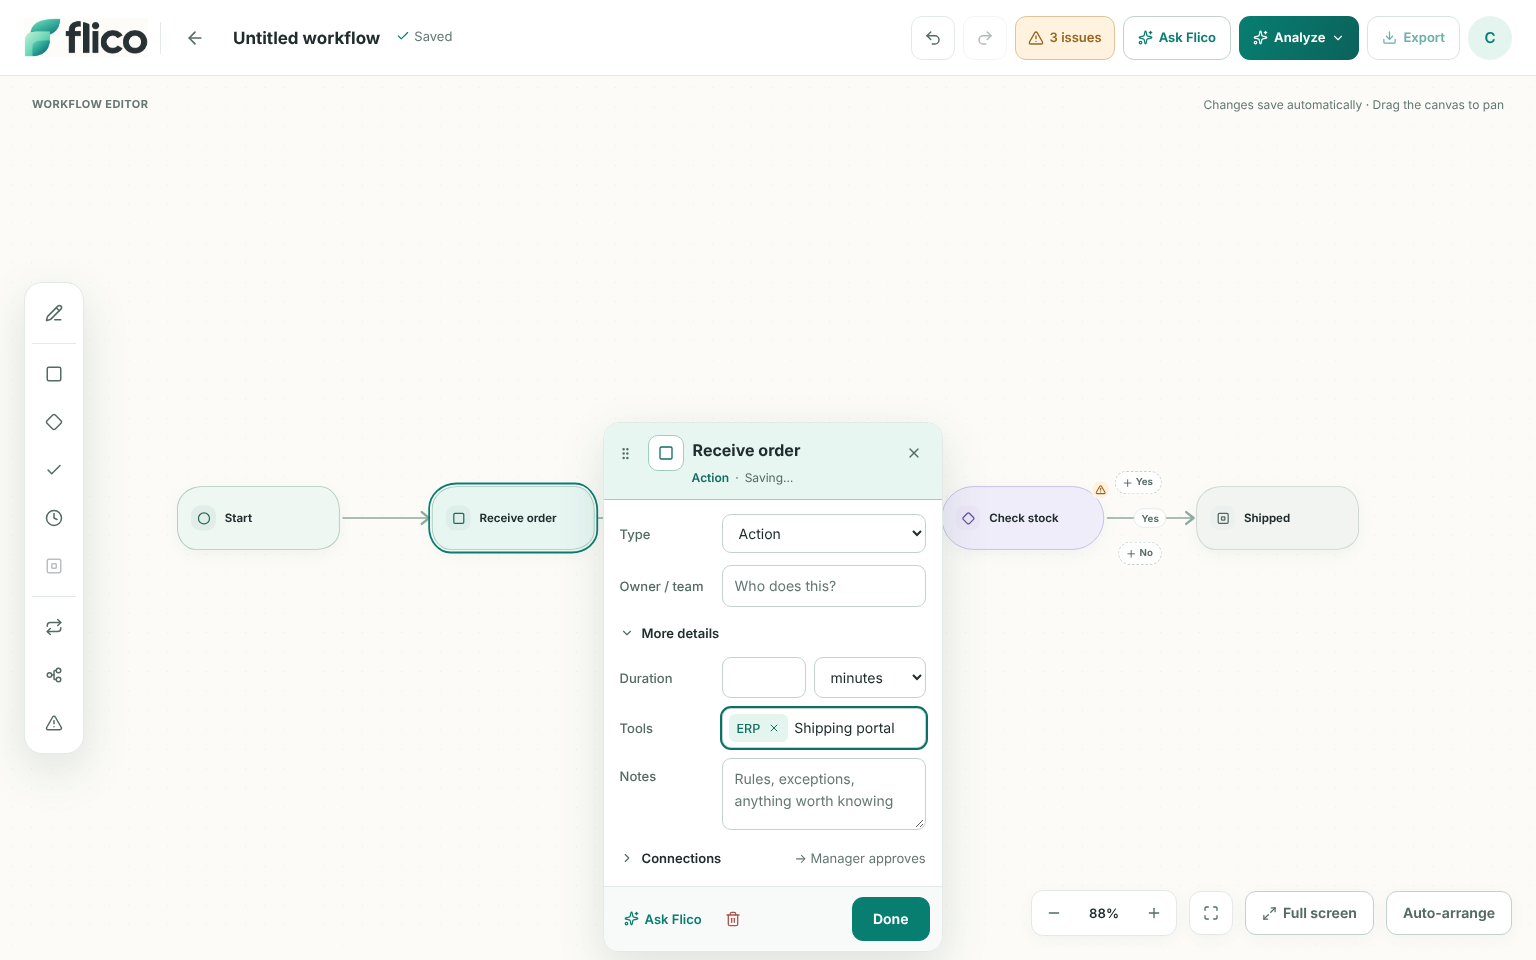 flico
Untitled workflow
Saved
3 issues
Ask Flico
Analyze
Export
C
WORKFLOW EDITOR
Changes save automatically · Drag the canvas to pan
Start
Receive order
Receive order
Action · Saving...
Type
Action
Owner / team
Who does this?
More details
Duration
minutes
Tools
ERP
Shipping portal
Notes
Rules, exceptions,
anything worth knowing
Connections
→ Manager approves
Ask Flico
Done
Check stock
+ Yes
Yes
+ No
Shipped
88%
Full screen
Auto-arrange